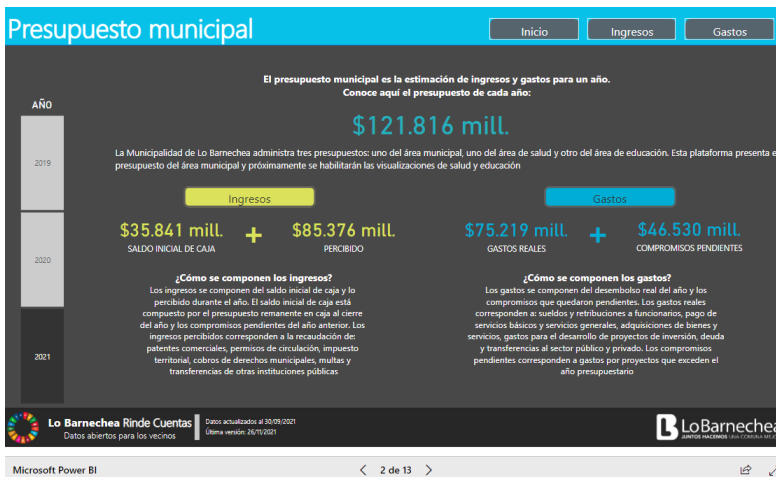 Presupuesto municipal
Inicio
Ingresos
Gastos
El presupuesto municipal es la estimación de ingresos y gastos para un año.
Conoce aquí el presupuesto de cada año:
AÑO
$121.816 mill.
La Municipalidad de Lo Barnechea administra tres presupuestos: uno del área municipal, uno del área de salud y otro del área de educación. Esta plataforma presenta e
presupuesto del área municipal y próximamente se habilitarán las visualizaciones de salud y educación
2019
2020
2021
Ingresos
$35.841 mill.
SALDO INICIAL DE CAJA
+
$85.376 mill.
PERCIBIDO
¿Cómo se componen los ingresos?
Los ingresos se componen del saldo inicial de caja y lo
percibido durante el año. El saldo inicial de caja está
compuesto por el presupuesto remanente en caja al cierre
del año y los compromisos pendientes del año anterior. Los
ingresos percibidos corresponden a la recaudación de:
patentes comerciales, permisos de circulación, impuesto
territorial, cobros de derechos municipales, multas y
transferencias de otras instituciones públicas
Gastos
$75.219 mill.
GASTOS REALES
+
$46.530 mill.
COMPROMISOS PENDIENTES
¿Cómo se componen los gastos?
Los gastos se componen del desembolso real del año y los
compromisos que quedaron pendientes. Los gastos reales
corresponden a: sueldos y retribuciones a funcionarios, pago de
servicios básicos y servicios generales, adquisiciones de bienes y
servicios, gastos para el desarrollo de proyectos de inversión, deuda
y transferencias al sector público y privado. Los compromisos
pendientes corresponden a gastos por proyectos que exceden el
año presupuestario
Lo Barnechea Rinde Cuentas
Datos abiertos para los vecinos
Datos actualizados al 30/09/2021
Última versión: 26/11/2021
LoBarnechea
JUNTOS HACEMOS UNA COMUNA MEJ
Microsoft Power BI
2 de 13